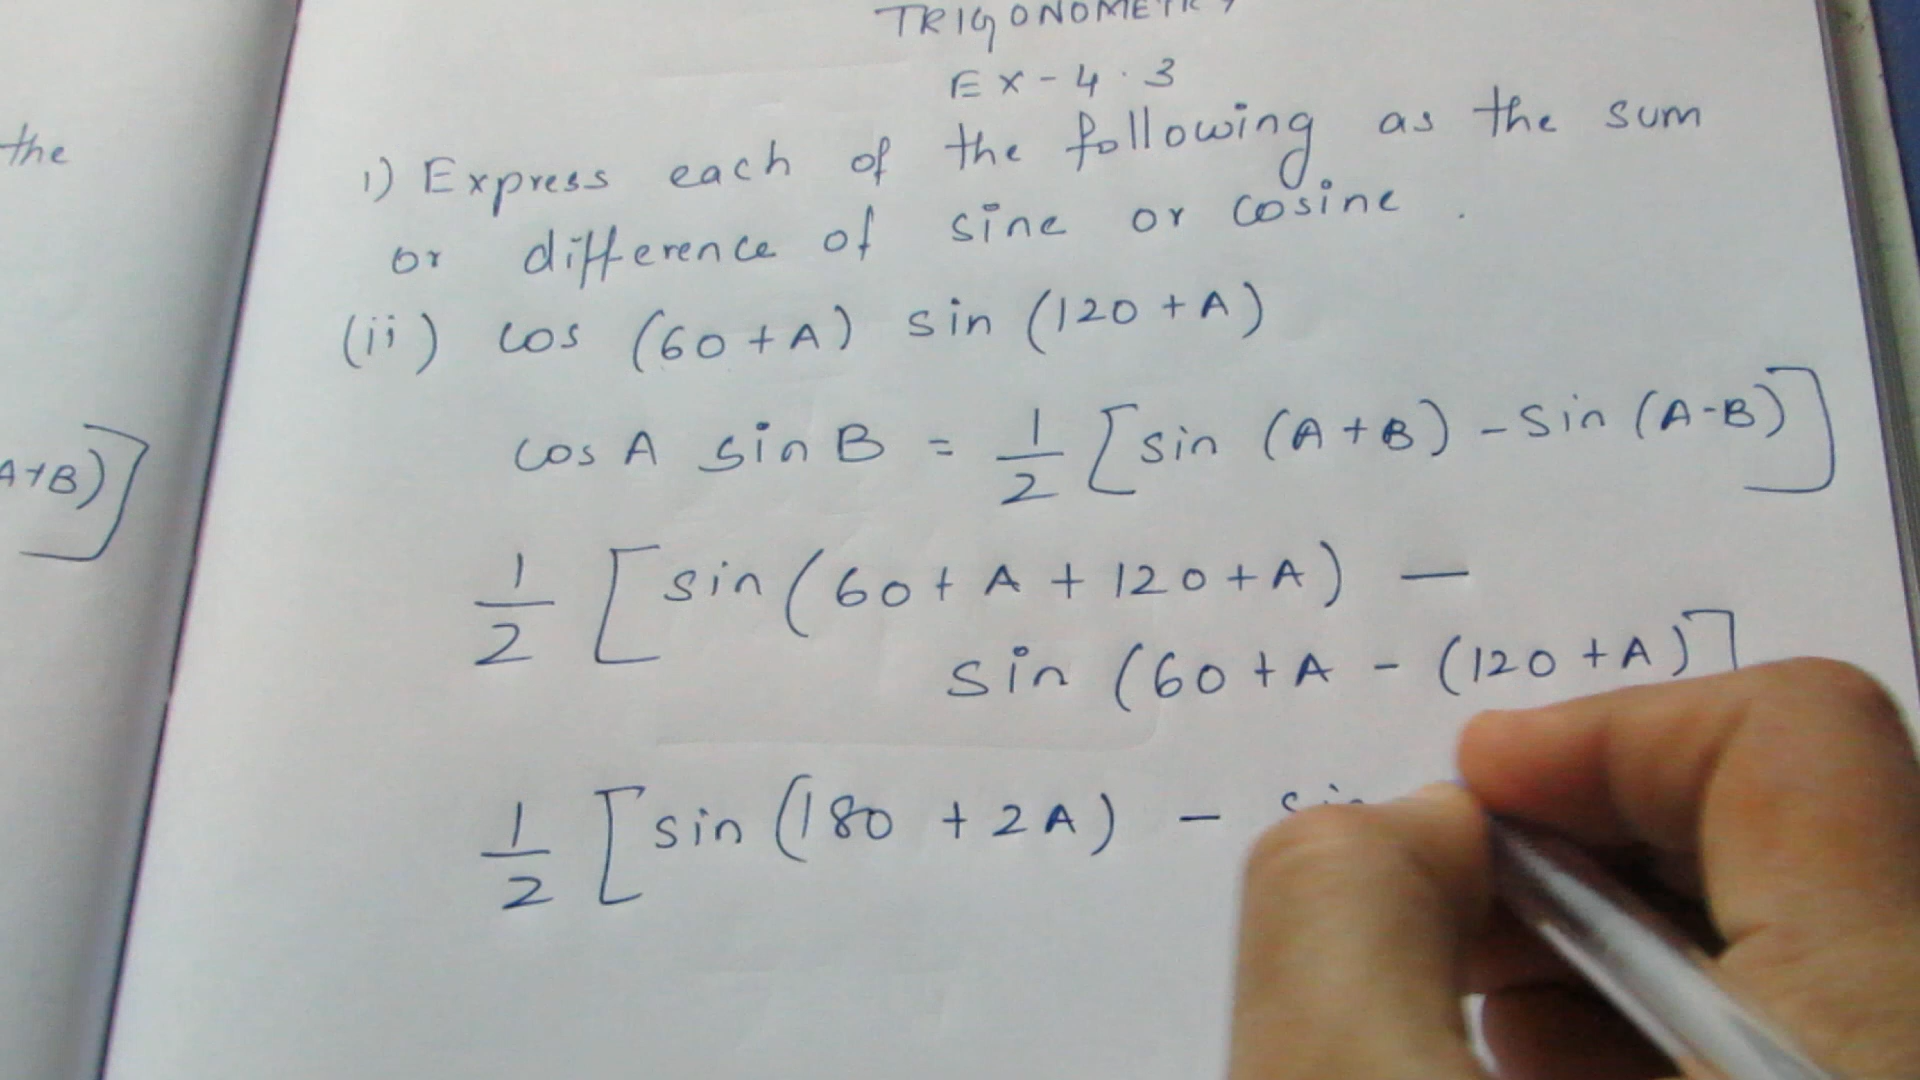 the
A+B)]
TRIGONOMETRY
EX-4.3
1) Express each of the following as the sum
or difference of sine or cosine.
(ii) cos (60+A) sin (120+A)
cos A sin B = 1/2 [sin (A+B) - sin (A-B)]
1/2 [sin (60+A+120+A) -
sin (60+A - (120+A)]
1/2 [sin (180+2A) - sin